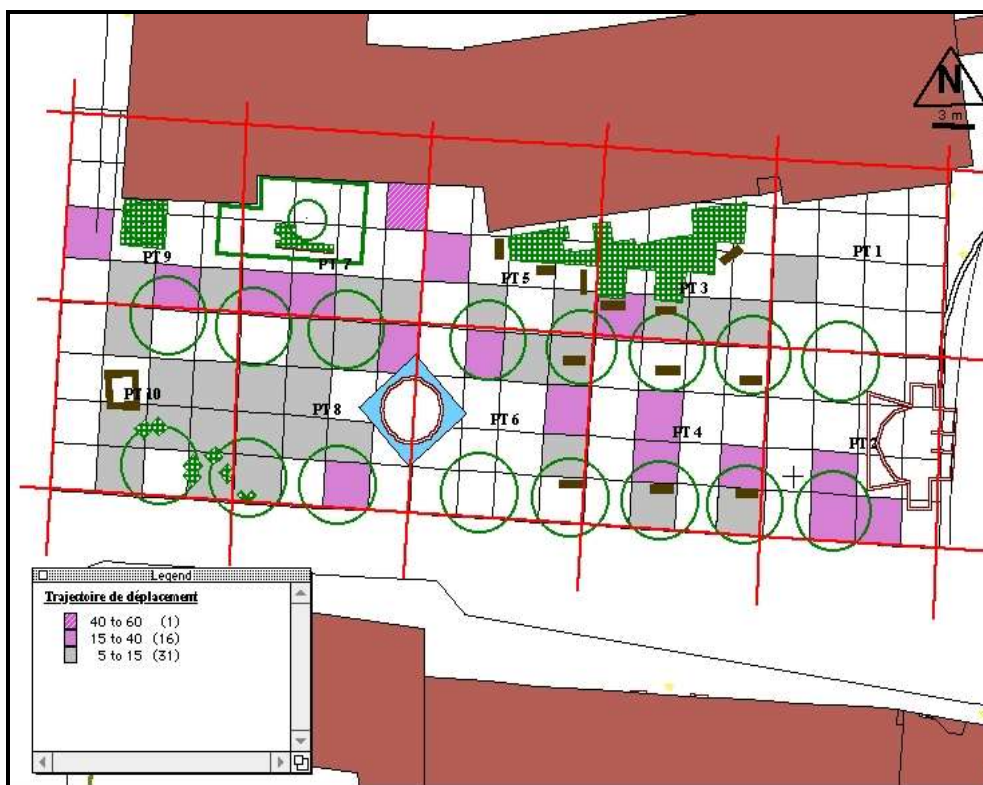 N
3 m
PT 1
PT 9
PT 7
PT 5
PT 3
PT 10
PT 8
PT 6
PT 4
PT 2
Legend
Trajectoire de déplacement
40 to 60 (1)
15 to 40 (16)
5 to 15 (31)